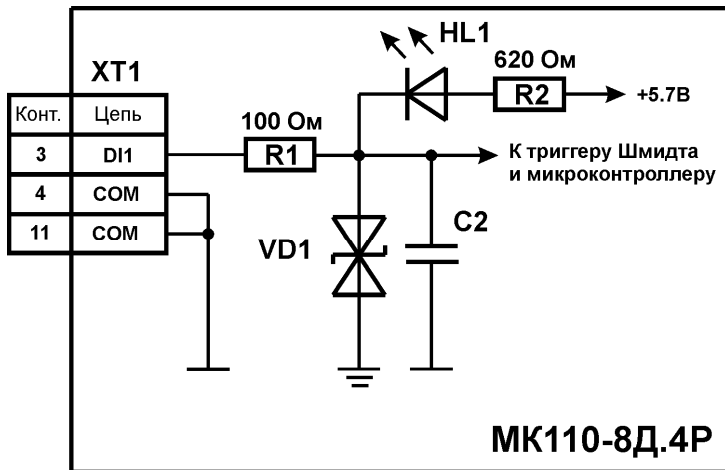 HL1
XT1
620 Ом
R2
+5.7В
Конт. Цепь
100 Ом
3 DI1
R1
К триггеру Шмидта
и микроконтроллеру
4 COM
11 COM
VD1
C2
МК110-8Д.4Р